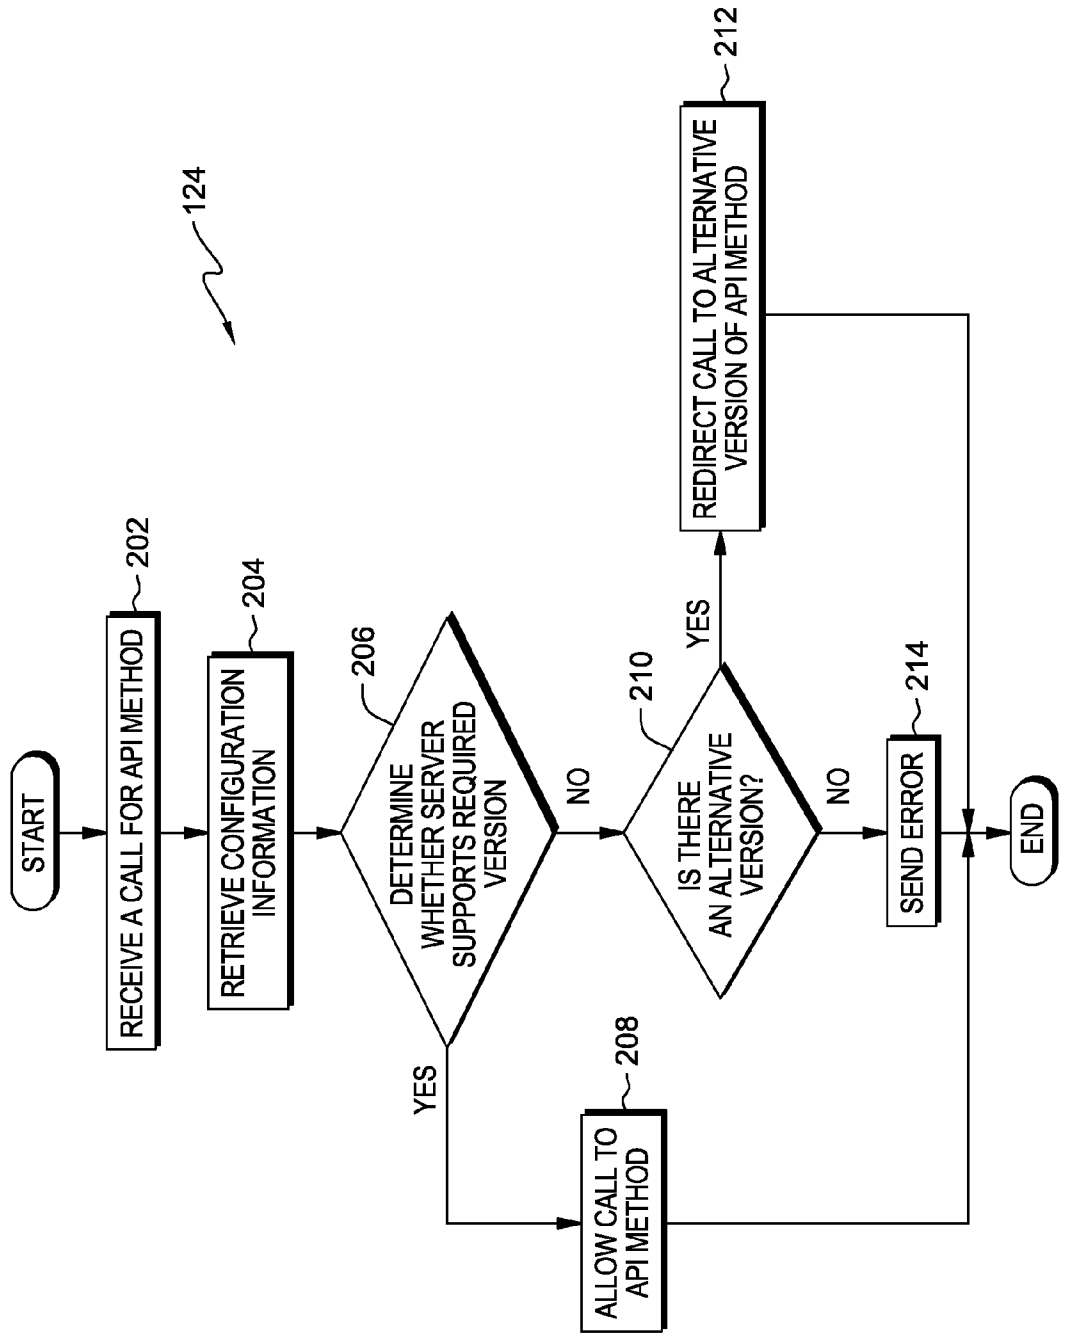 124
START
RECEIVE A CALL FOR API METHOD
202
RETRIEVE CONFIGURATION
INFORMATION
204
DETERMINE
WHETHER SERVER
SUPPORTS REQUIRED
VERSION
206
YES
NO
ALLOW CALL TO
API METHOD
208
IS THERE
AN ALTERNATIVE
VERSION?
210
YES
NO
REDIRECT CALL TO ALTERNATIVE
VERSION OF API METHOD
212
SEND ERROR
214
END